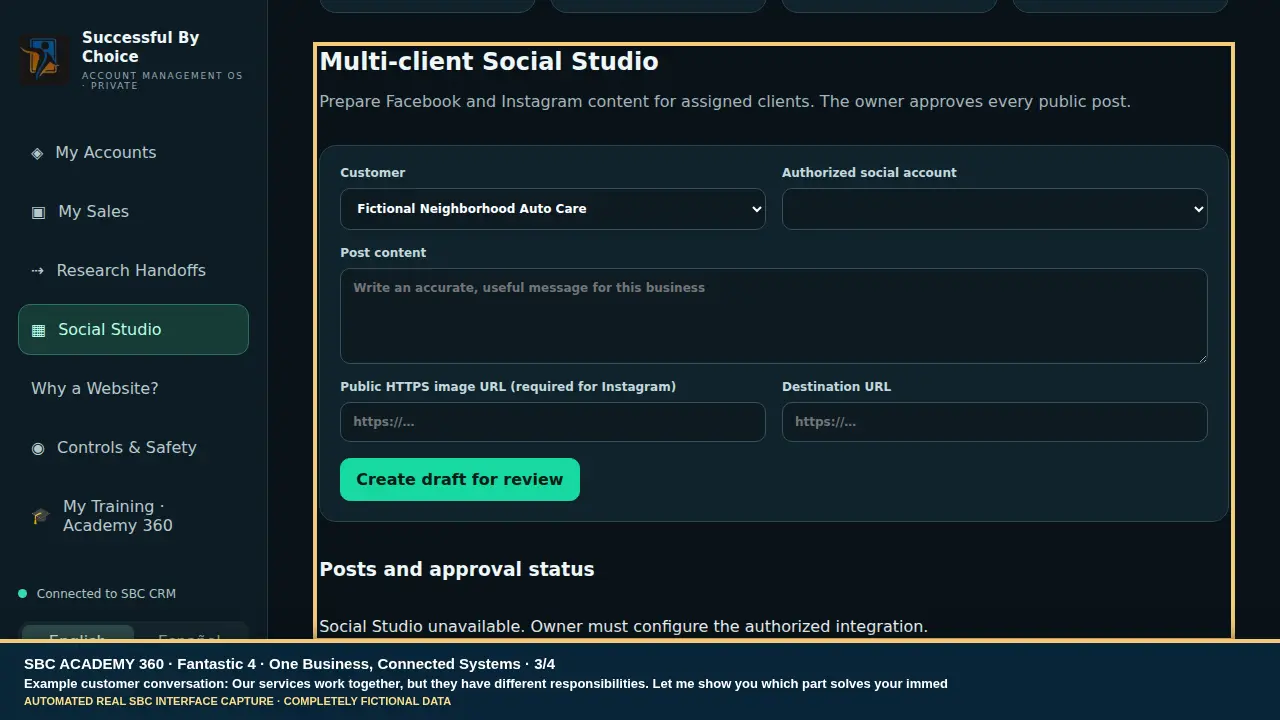 Successful By
Choice
ACCOUNT MANAGEMENT OS
· PRIVATE
My Accounts
My Sales
Research Handoffs
Social Studio
Why a Website?
Controls & Safety
My Training ·
Academy 360
Connected to SBC CRM
English Español
Multi-client Social Studio
Prepare Facebook and Instagram content for assigned clients. The owner approves every public post.
Customer
Authorized social account
Fictional Neighborhood Auto Care
Post content
Write an accurate, useful message for this business
Public HTTPS image URL (required for Instagram)
Destination URL
https://…
https://…
Create draft for review
Posts and approval status
Social Studio unavailable. Owner must configure the authorized integration.
SBC ACADEMY 360 · Fantastic 4 · One Business, Connected Systems · 3/4
Example customer conversation: Our services work together, but they have different responsibilities. Let me show you which part solves your immed
AUTOMATED REAL SBC INTERFACE CAPTURE · COMPLETELY FICTIONAL DATA